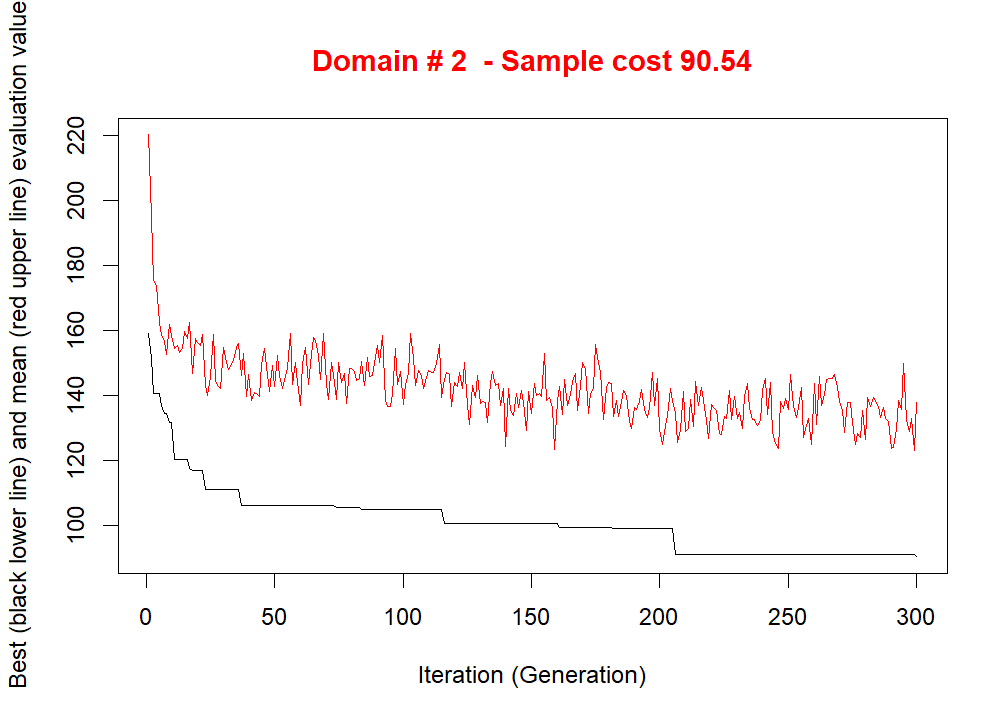 Domain # 2 - Sample cost 90.54
Best (black lower line) and mean (red upper line) evaluation value
220
200
180
160
140
120
100
0 50 100 150 200 250 300
Iteration (Generation)